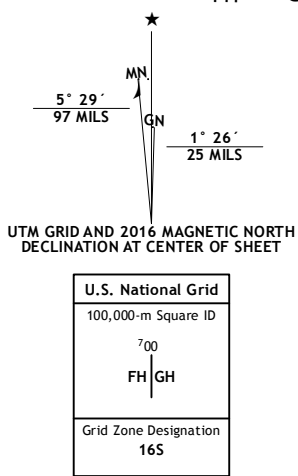 ★
MN
5° 29´
97 MILS
GN
1° 26´
25 MILS
UTM GRID AND 2016 MAGNETIC NORTH
DECLINATION AT CENTER OF SHEET
U.S. National Grid
100,000-m Square ID
⁷00
FH GH
Grid Zone Designation
16S